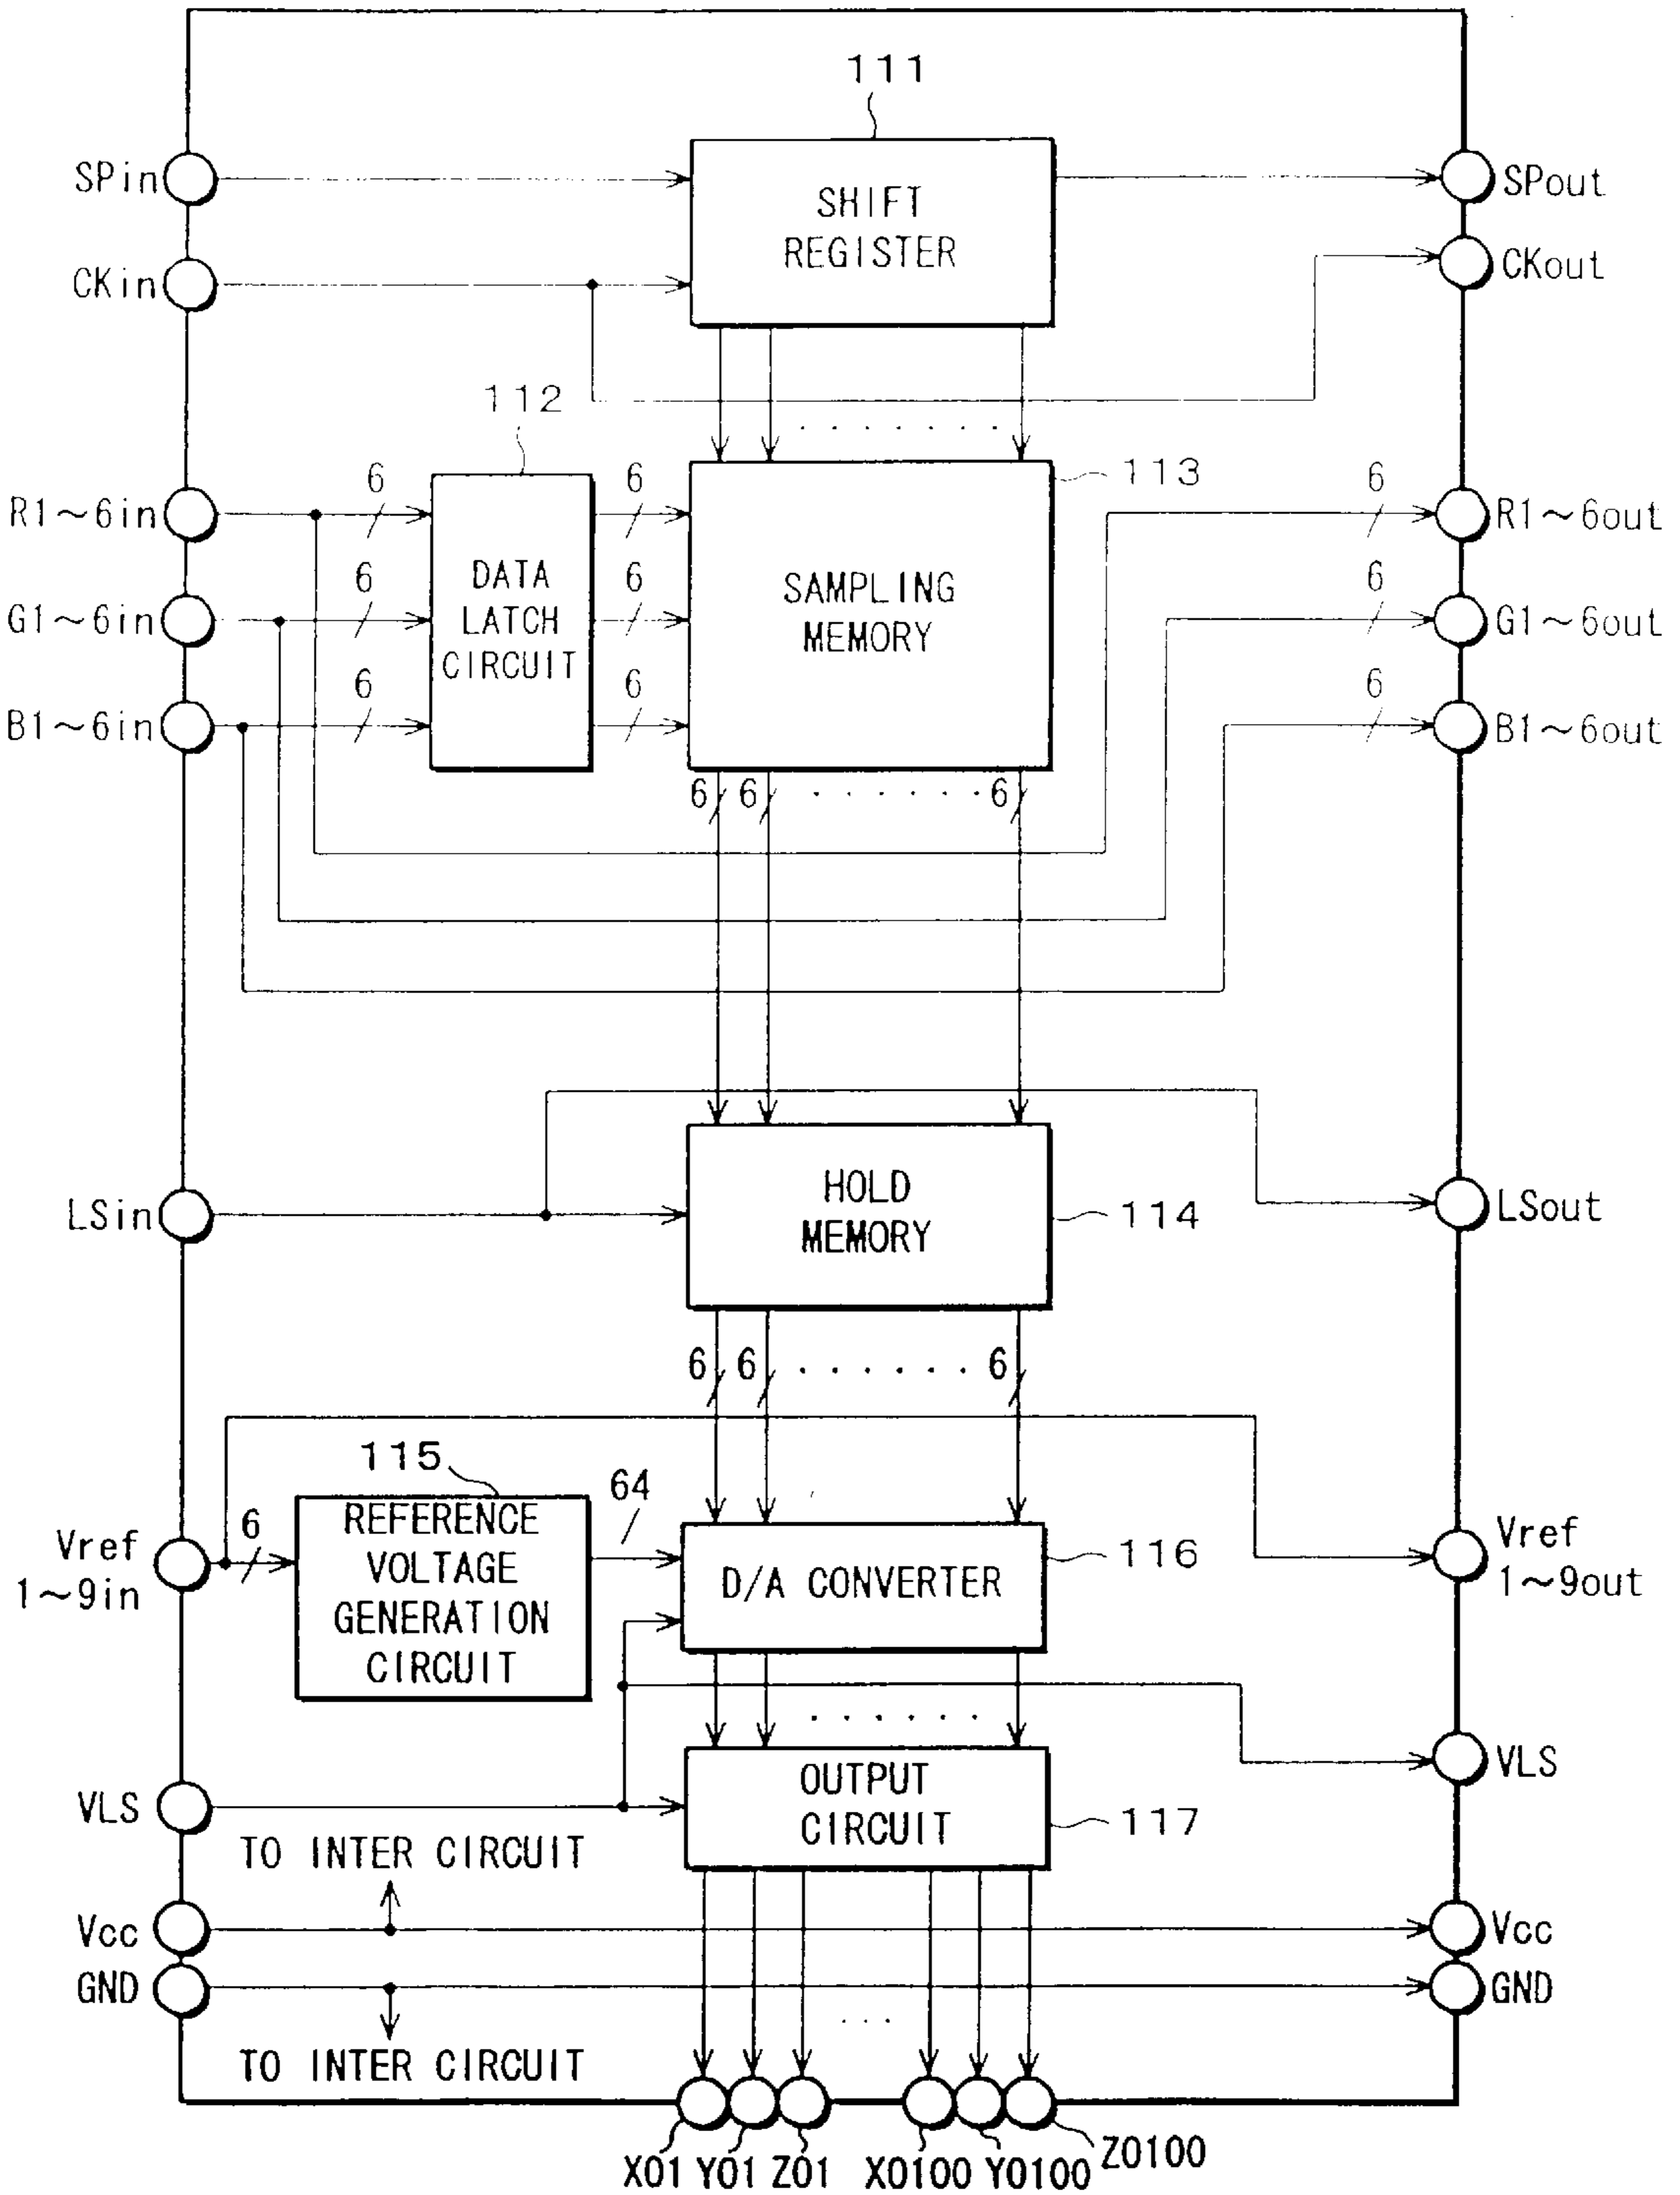 111
SPin
SHIFT
REGISTER
SPout
CKin
CKout
112
113
R1~6in
6
6
6
R1~6out
G1~6in
6
DATA
LATCH
CIRCUIT
6
SAMPLING
MEMORY
6
G1~6out
B1~6in
6
6
6
B1~6out
6 6 ······· 6
LSin
HOLD
MEMORY
114
LSout
6 6 ······ 6
115
Vref
1~9in
6
REFERENCE
VOLTAGE
GENERATION
CIRCUIT
64
D/A CONVERTER
116
Vref
1~9out
VLS
OUTPUT
CIRCUIT
117
VLS
TO INTER CIRCUIT
Vcc
Vcc
GND
GND
TO INTER CIRCUIT
X01 Y01 Z01 X0100 Y0100 Z0100